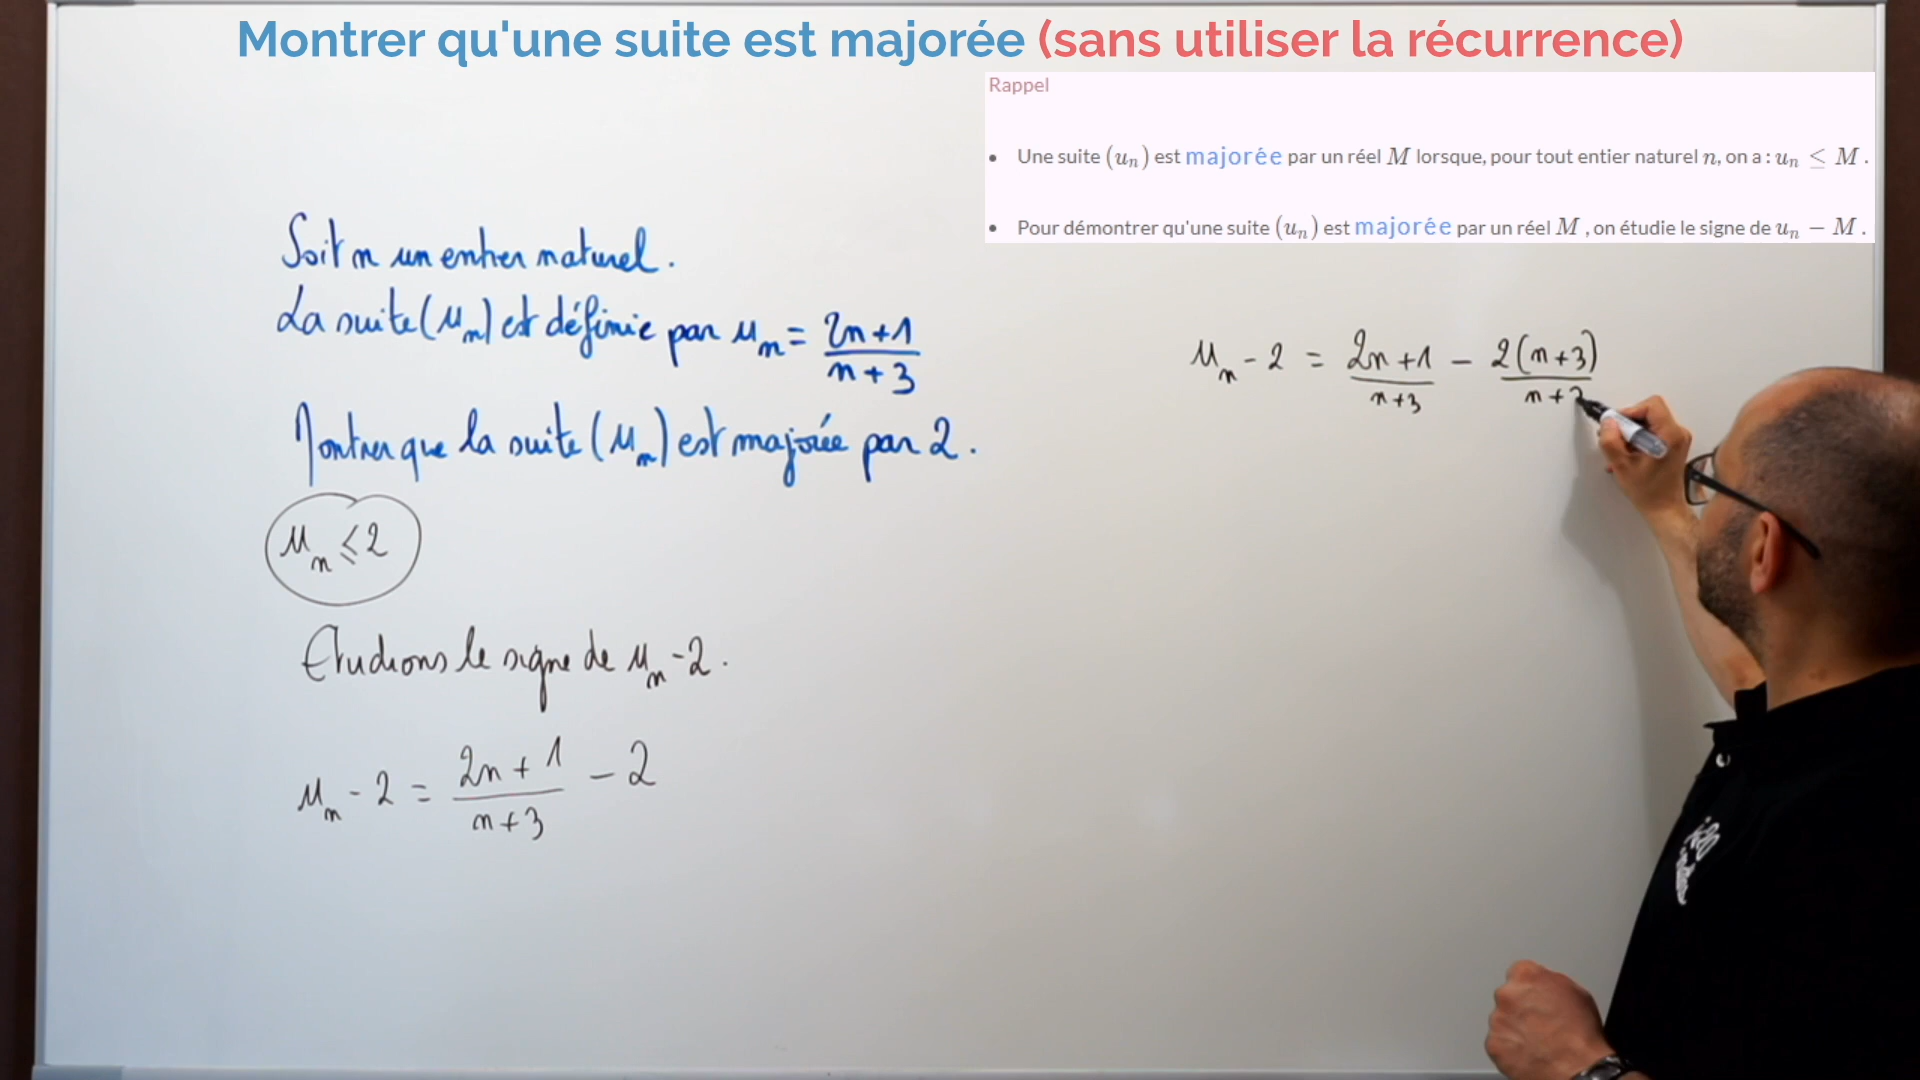 Montrer qu'une suite est majorée (sans utiliser la récurrence)
Rappel
• Une suite (uₙ) est majorée par un réel M lorsque, pour tout entier naturel n, on a : uₙ ≤ M .
• Pour démontrer qu'une suite (uₙ) est majorée par un réel M , on étudie le signe de uₙ − M .
Soit n un entier naturel.
La suite (uₙ) est définie par uₙ = (2n+1)/(n+3)
Montrer que la suite (uₙ) est majorée par 2.
uₙ ⩽ 2
Etudions le signe de uₙ - 2.
uₙ - 2 = (2n + 1)/(n+3) - 2
uₙ - 2 = (2n+1)/(n+3) - 2(n+3)/(n+3)